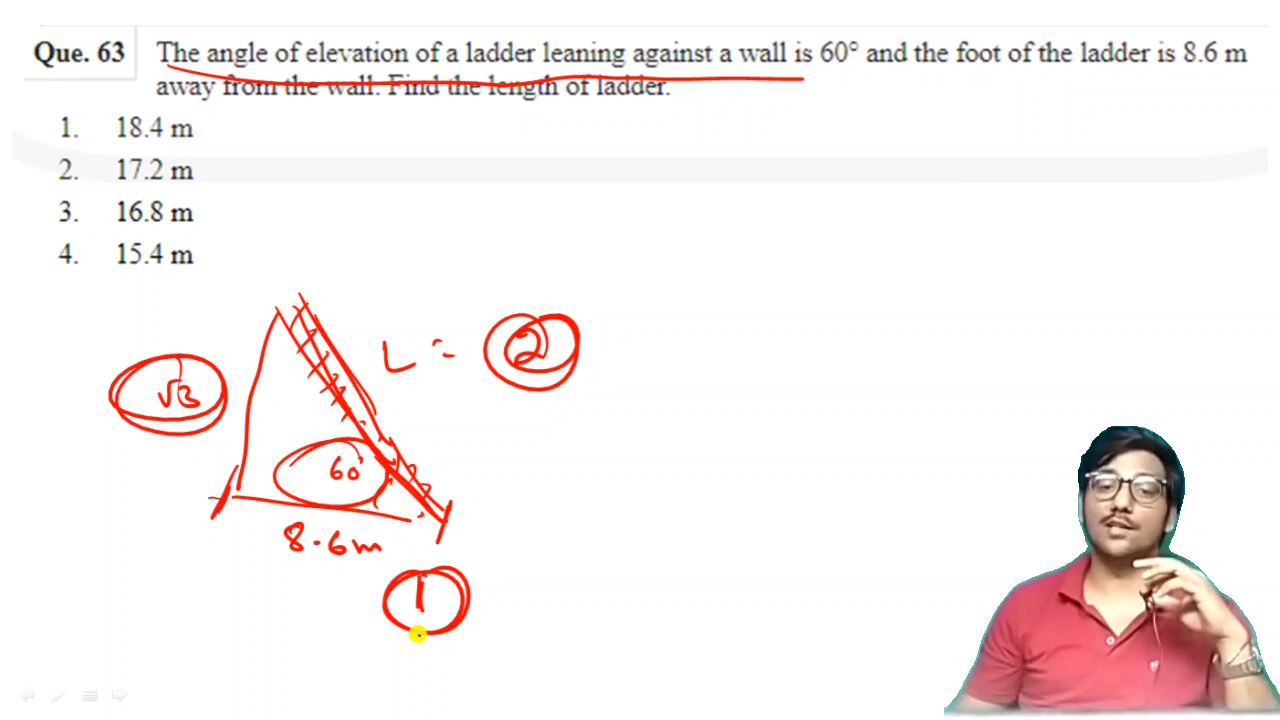 Que. 63 The angle of elevation of a ladder leaning against a wall is 60° and the foot of the ladder is 8.6 m
away from the wall. Find the length of ladder.
1. 18.4 m
2. 17.2 m
3. 16.8 m
4. 15.4 m
L = 2
√3
60°
8.6m
1